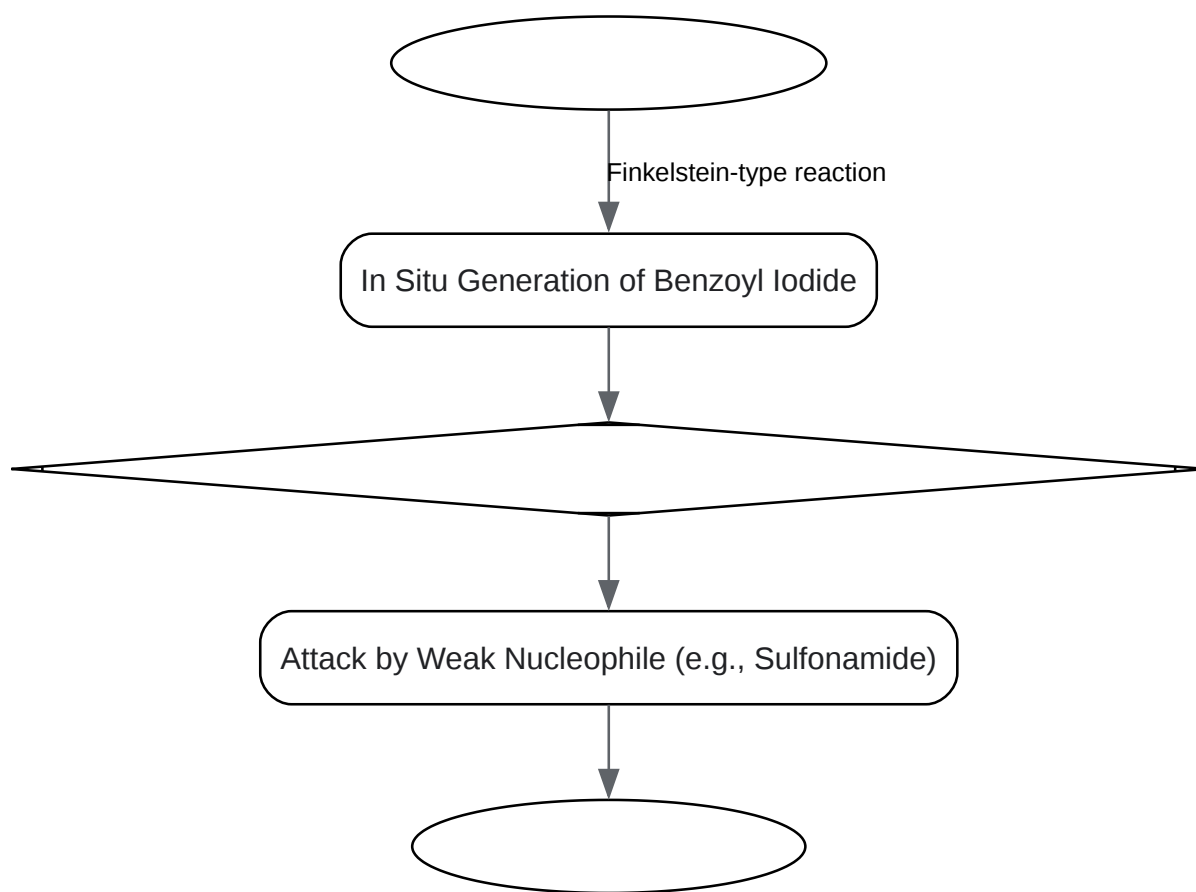 Finkelstein-type reaction
In Situ Generation of Benzoyl Iodide
Attack by Weak Nucleophile (e.g., Sulfonamide)